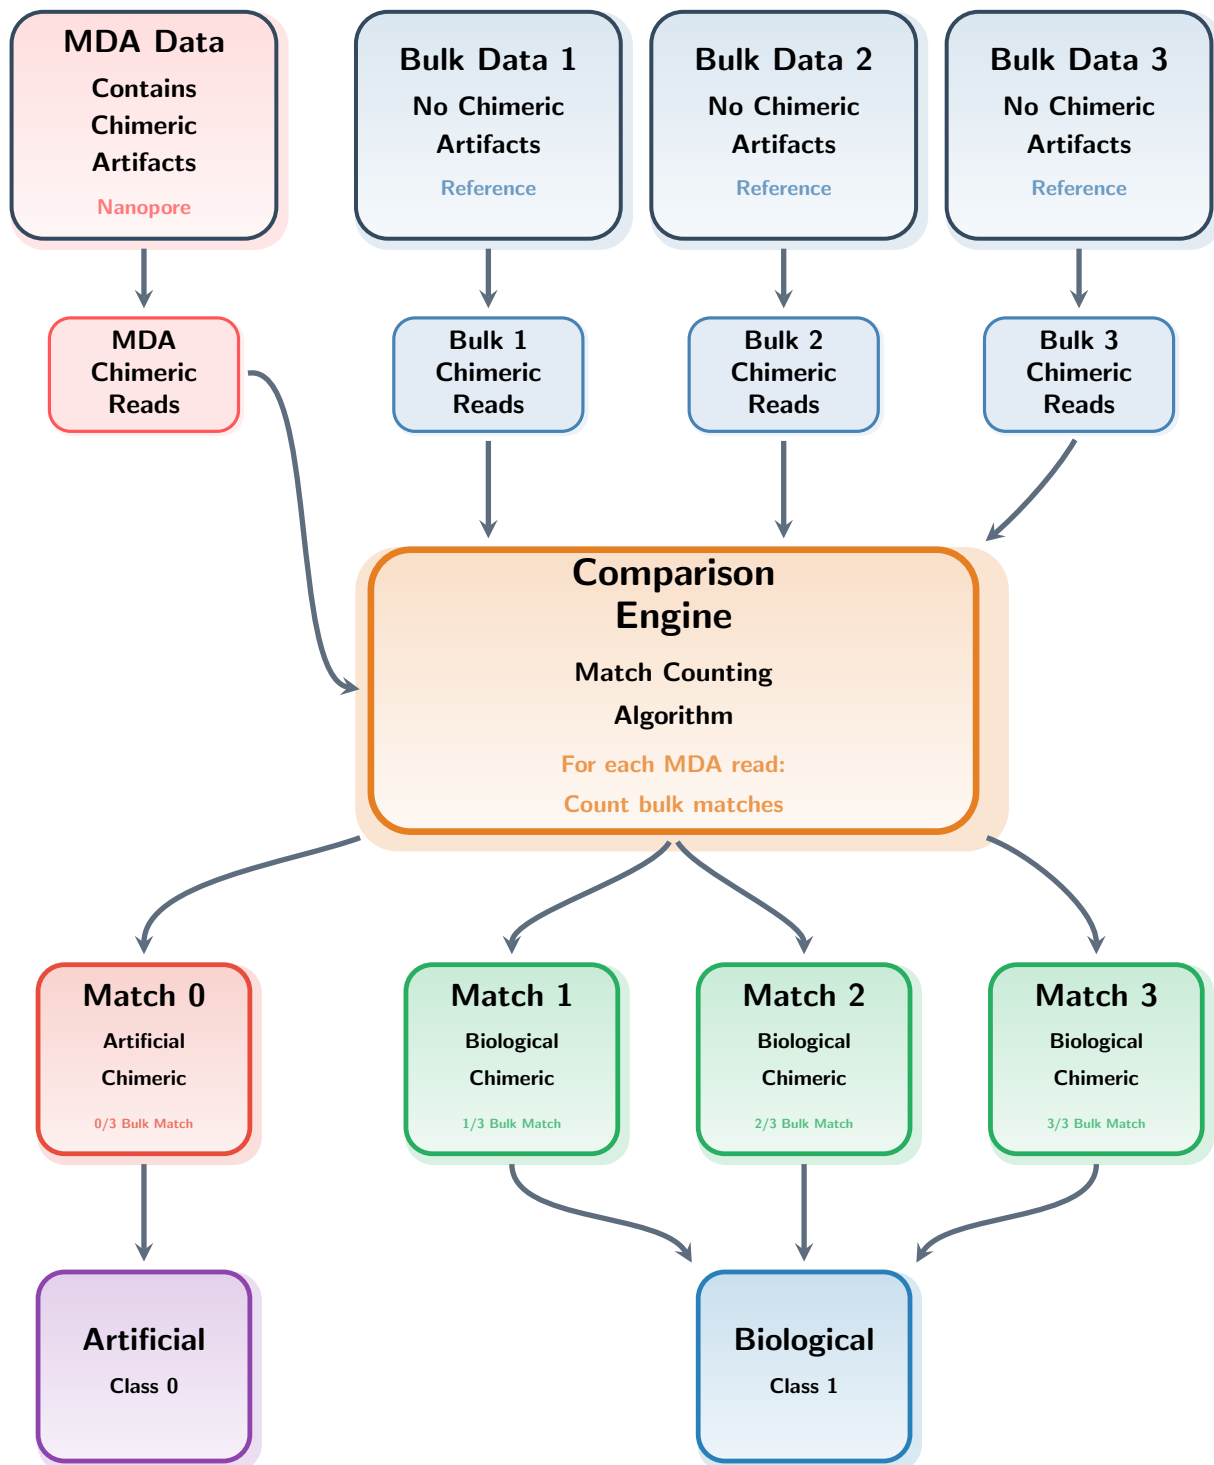 MDA Data
Contains
Chimeric
Artifacts
Nanopore
Bulk Data 1
No Chimeric
Artifacts
Reference
Bulk Data 2
No Chimeric
Artifacts
Reference
Bulk Data 3
No Chimeric
Artifacts
Reference
MDA
Chimeric
Reads
Bulk 1
Chimeric
Reads
Bulk 2
Chimeric
Reads
Bulk 3
Chimeric
Reads
Comparison
Engine
Match Counting
Algorithm
For each MDA read:
Count bulk matches
Match 0
Artificial
Chimeric
0/3 Bulk Match
Match 1
Biological
Chimeric
1/3 Bulk Match
Match 2
Biological
Chimeric
2/3 Bulk Match
Match 3
Biological
Chimeric
3/3 Bulk Match
Artificial
Class 0
Biological
Class 1